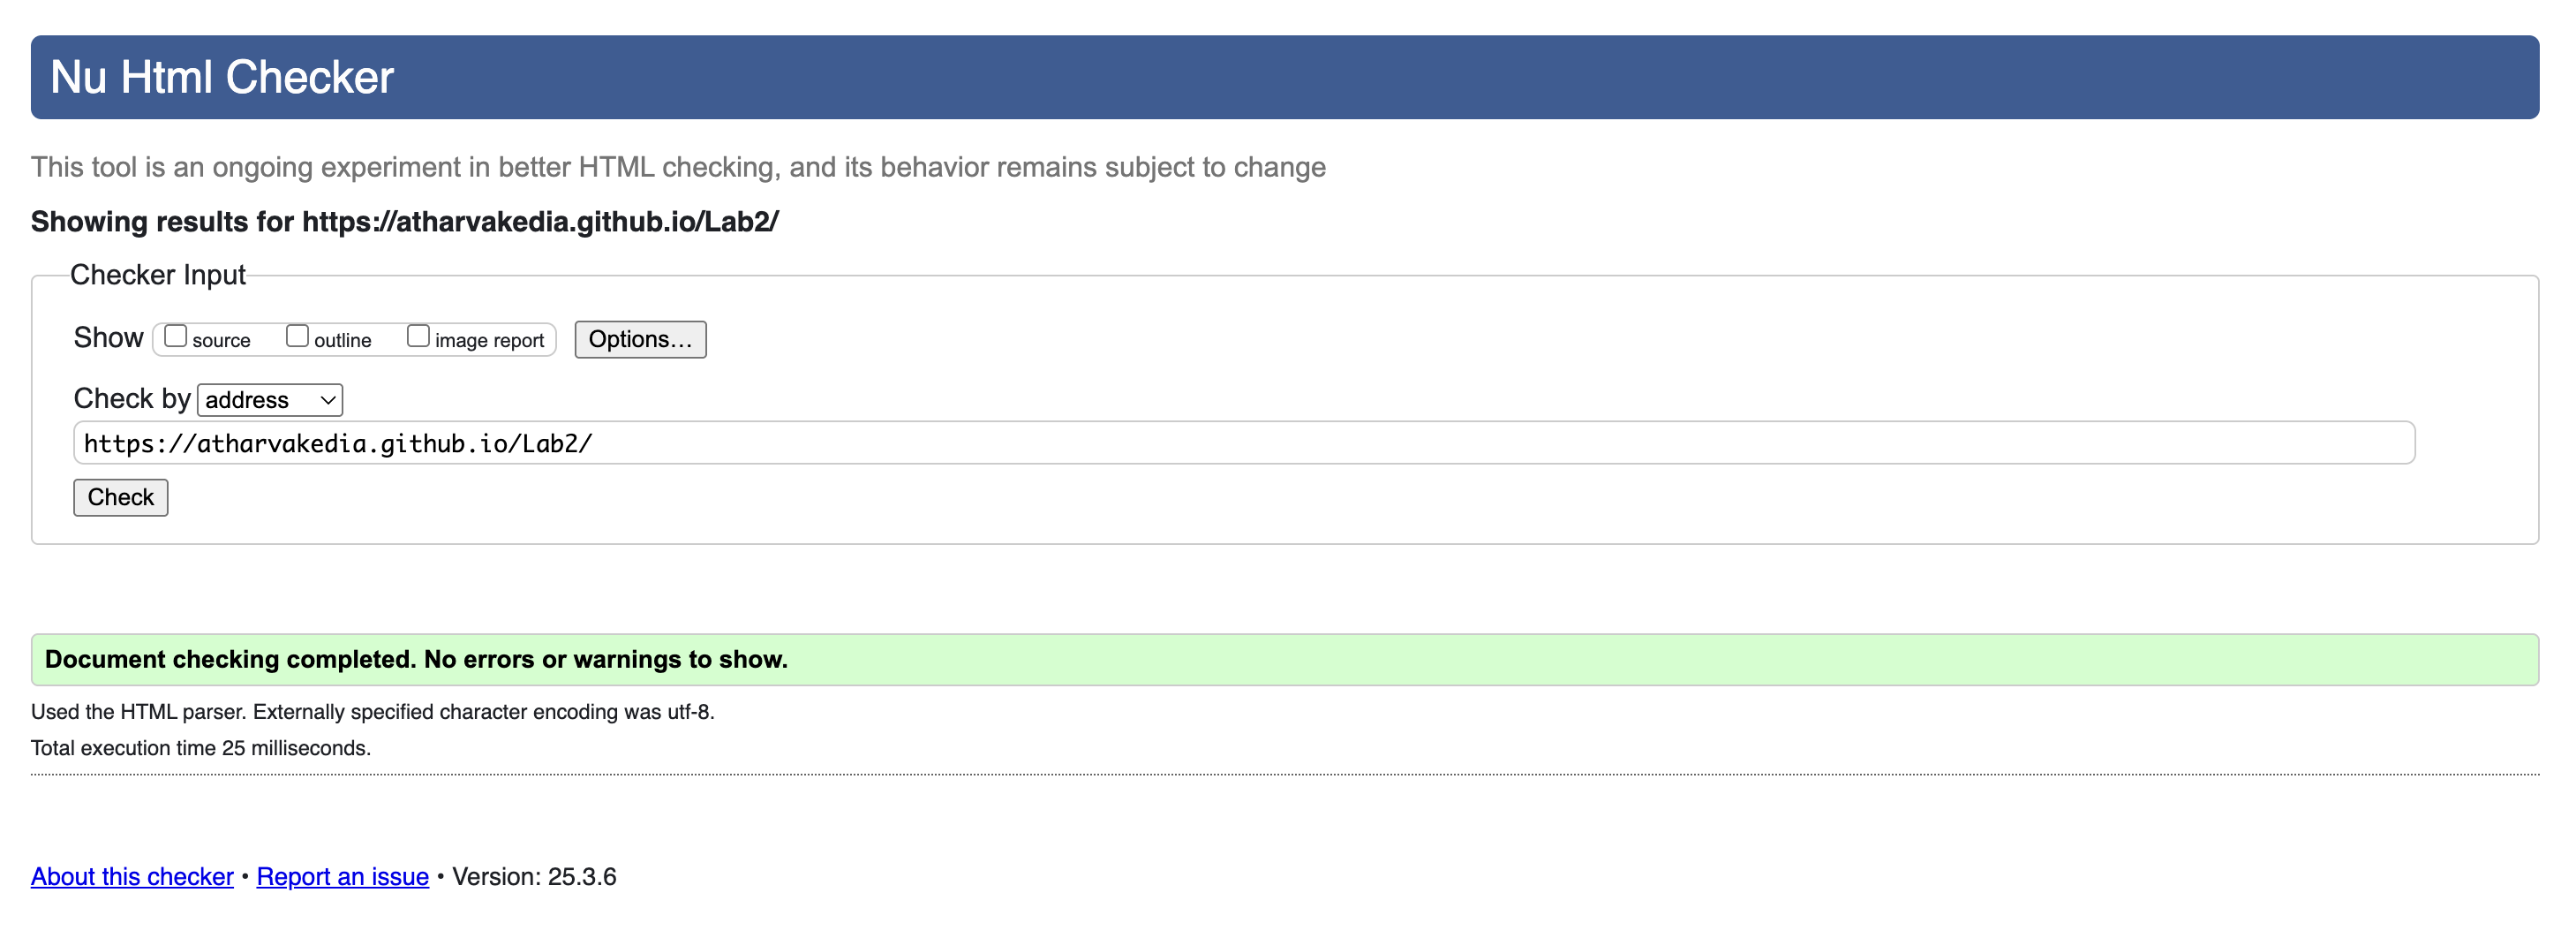 Nu Html Checker
This tool is an ongoing experiment in better HTML checking, and its behavior remains subject to change
Showing results for https://atharvakedia.github.io/Lab2/
Checker Input
Show source outline image report Options...
Check by address
https://atharvakedia.github.io/Lab2/
Check
Document checking completed. No errors or warnings to show.
Used the HTML parser. Externally specified character encoding was utf-8.
Total execution time 25 milliseconds.
About this checker • Report an issue • Version: 25.3.6